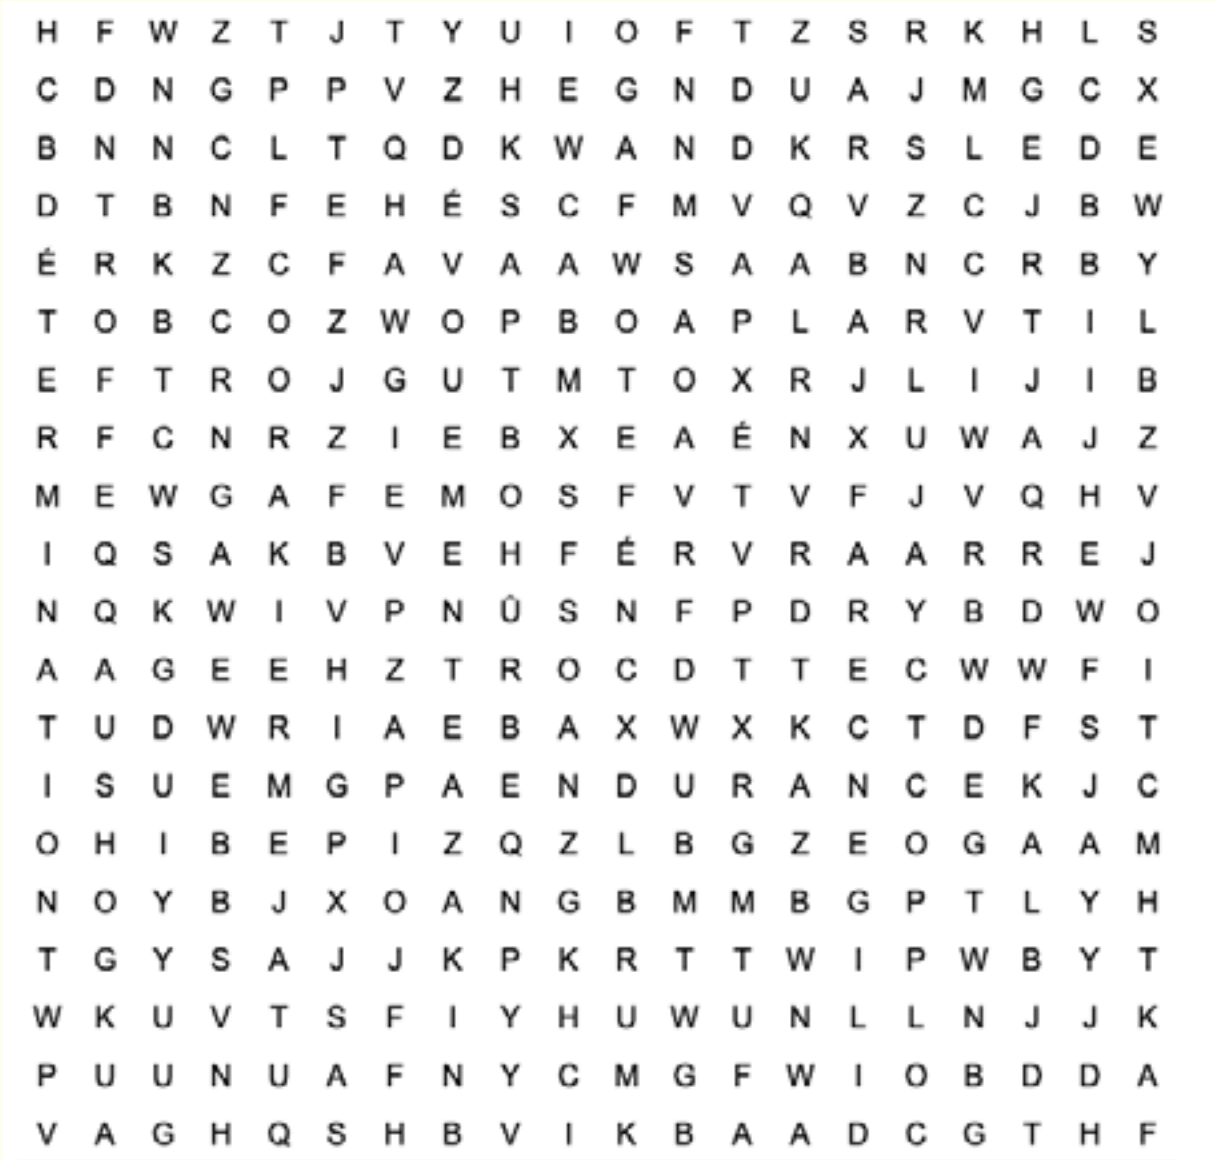 H F W Z T J T Y U I O F T Z S R K H L S
C D N G P P V Z H E G N D U A J M G C X
B N N C L T Q D K W A N D K R S L E D E
D T B N F E H É S C F M V Q V Z C J B W
É R K Z C F A V A A W S A A B N C R B Y
T O B C O Z W O P B O A P L A R V T I L
E F T R O J G U T M T O X R J L I J I B
R F C N R Z I E B X E A É N X U W A J Z
M E W G A F E M O S F V T V F J V Q H V
I Q S A K B V E H F É R V R A A R R E J
N Q K W I V P N Û S N F P D R Y B D W O
A A G E E H Z T R O C D T T E C W W F I
T U D W R I A E B A X W X K C T D F S T
I S U E M G P A E N D U R A N C E K J C
O H I B E P I Z Q Z L B G Z E O G A A M
N O Y B J X O A N G B M M B G P T L Y H
T G Y S A J J K P K R T T W I P W B Y T
W K U V T S F I Y H U W U N L L N J J K
P U U N U A F N Y C M G F W I O B D D A
V A G H Q S H B V I K B A A D C G T H F